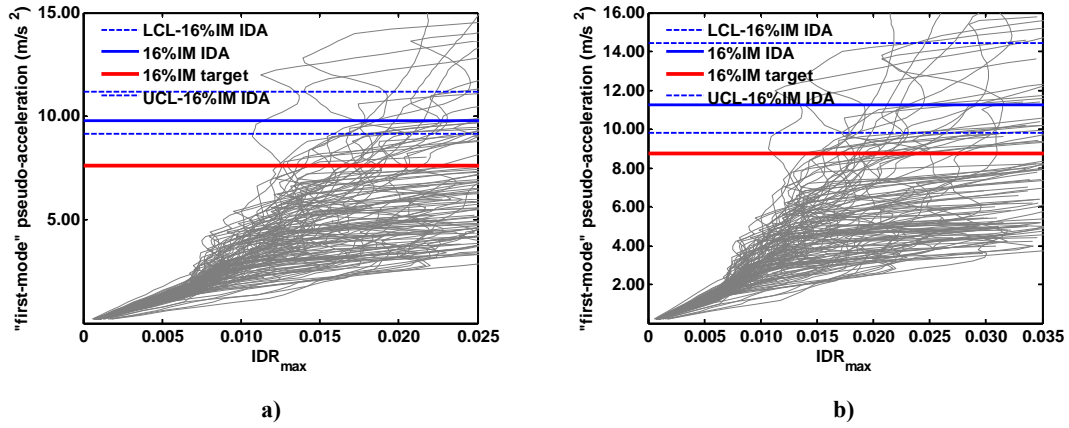 15.00
10.00
5.00
"first-mode" pseudo-acceleration (m/s²)
LCL-16%IM IDA
16%IM IDA
16%IM target
UCL-16%IM IDA
0 0.005 0.010 0.015 0.020 0.025
IDRmax
a)
16.00
14.00
12.00
10.00
8.00
6.00
4.00
2.00
"first-mode" pseudo-acceleration (m/s²)
LCL-16%IM IDA
16%IM IDA
16%IM target
UCL-16%IM IDA
0 0.005 0.010 0.015 0.020 0.025 0.030 0.035
IDRmax
b)